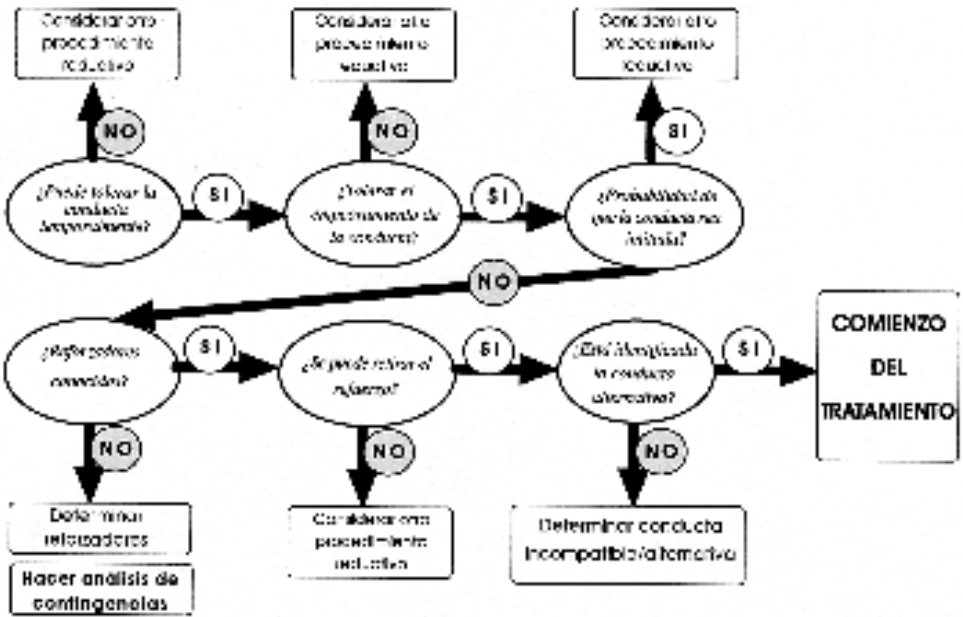 Considerar otro
procedimiento
reductivo
Considerar otro
procedimiento
reductivo
Considerar otro
procedimiento
reductivo
NO
NO
SI
¿Puede tolerar la
conducta
temporalmente?
SI
¿Tolerar el
de
la conducta?
SI
¿Probabilidad de
que la conducta sea
imitada?
NO
¿Reforzadores
conocidos?
SI
¿Se puede retirar el
refuerzo?
SI
¿Está identificada
la conducta
alternativa?
SI
COMIENZO
DEL
TRATAMIENTO
NO
NO
NO
Determinar
reforzadores
Considerar otro
procedimiento
reductivo
Determinar conducta
incompatible/alternativa
Hacer análisis de
contingencias